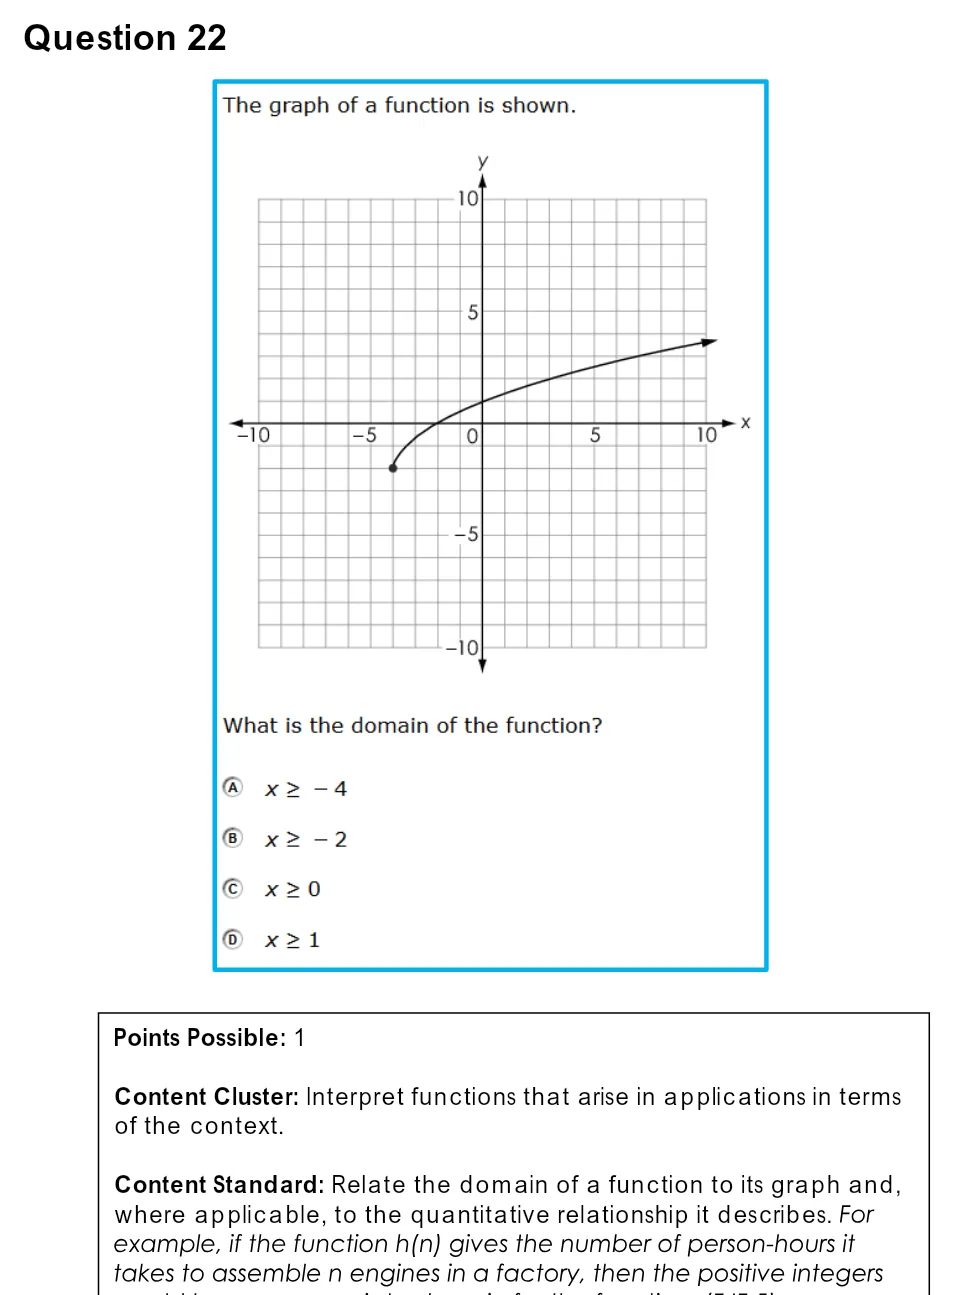 Question 22
The graph of a function is shown.
y
10
5
x
−10
−5
0
5
10
−5
−10
What is the domain of the function?
A x ≥ − 4
B x ≥ − 2
C x ≥ 0
D x ≥ 1
Points Possible: 1
Content Cluster: Interpret functions that arise in applications in terms
of the context.
Content Standard: Relate the domain of a function to its graph and,
where applicable, to the quantitative relationship it describes. For
example, if the function h(n) gives the number of person-hours it
takes to assemble n engines in a factory, then the positive integers